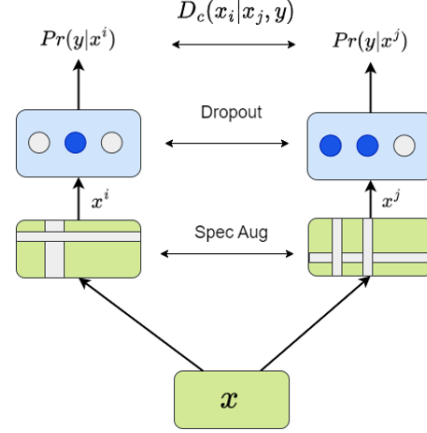 D_c(x_i|x_j, y)
Pr(y|x^i) Pr(y|x^j)
Dropout
x^i x^j
Spec Aug
x